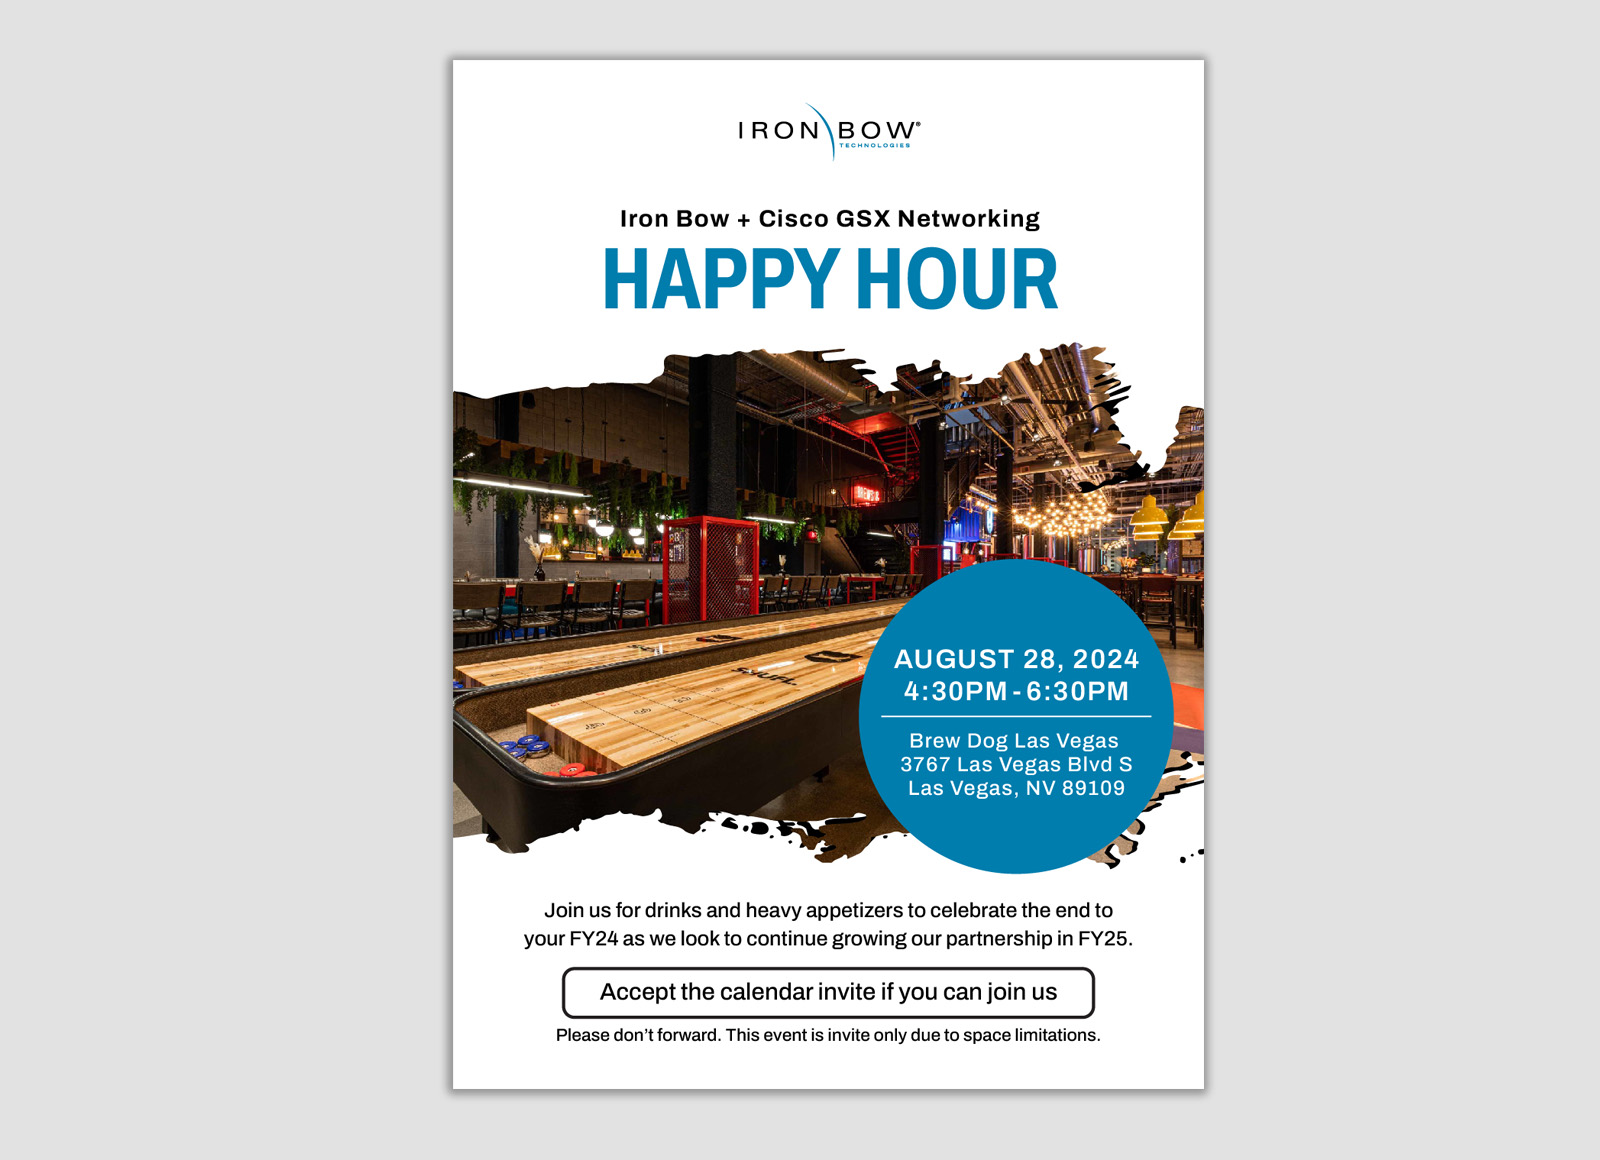 IRON BOW®
TECHNOLOGIES
Iron Bow + Cisco GSX Networking
HAPPY HOUR
AUGUST 28, 2024
4:30PM - 6:30PM
Brew Dog Las Vegas
3767 Las Vegas Blvd S
Las Vegas, NV 89109
Join us for drinks and heavy appetizers to celebrate the end to
your FY24 as we look to continue growing our partnership in FY25.
Accept the calendar invite if you can join us
Please don’t forward. This event is invite only due to space limitations.